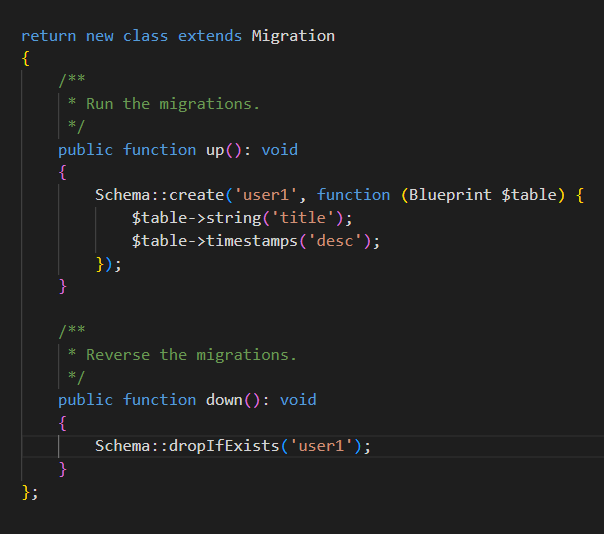 return new class extends Migration
{
    /**
     * Run the migrations.
     */
    public function up(): void
    {
        Schema::create('user1', function (Blueprint $table) {
            $table->string('title');
            $table->timestamps('desc');
        });
    }

    /**
     * Reverse the migrations.
     */
    public function down(): void
    {
        Schema::dropIfExists('user1');
    }
};